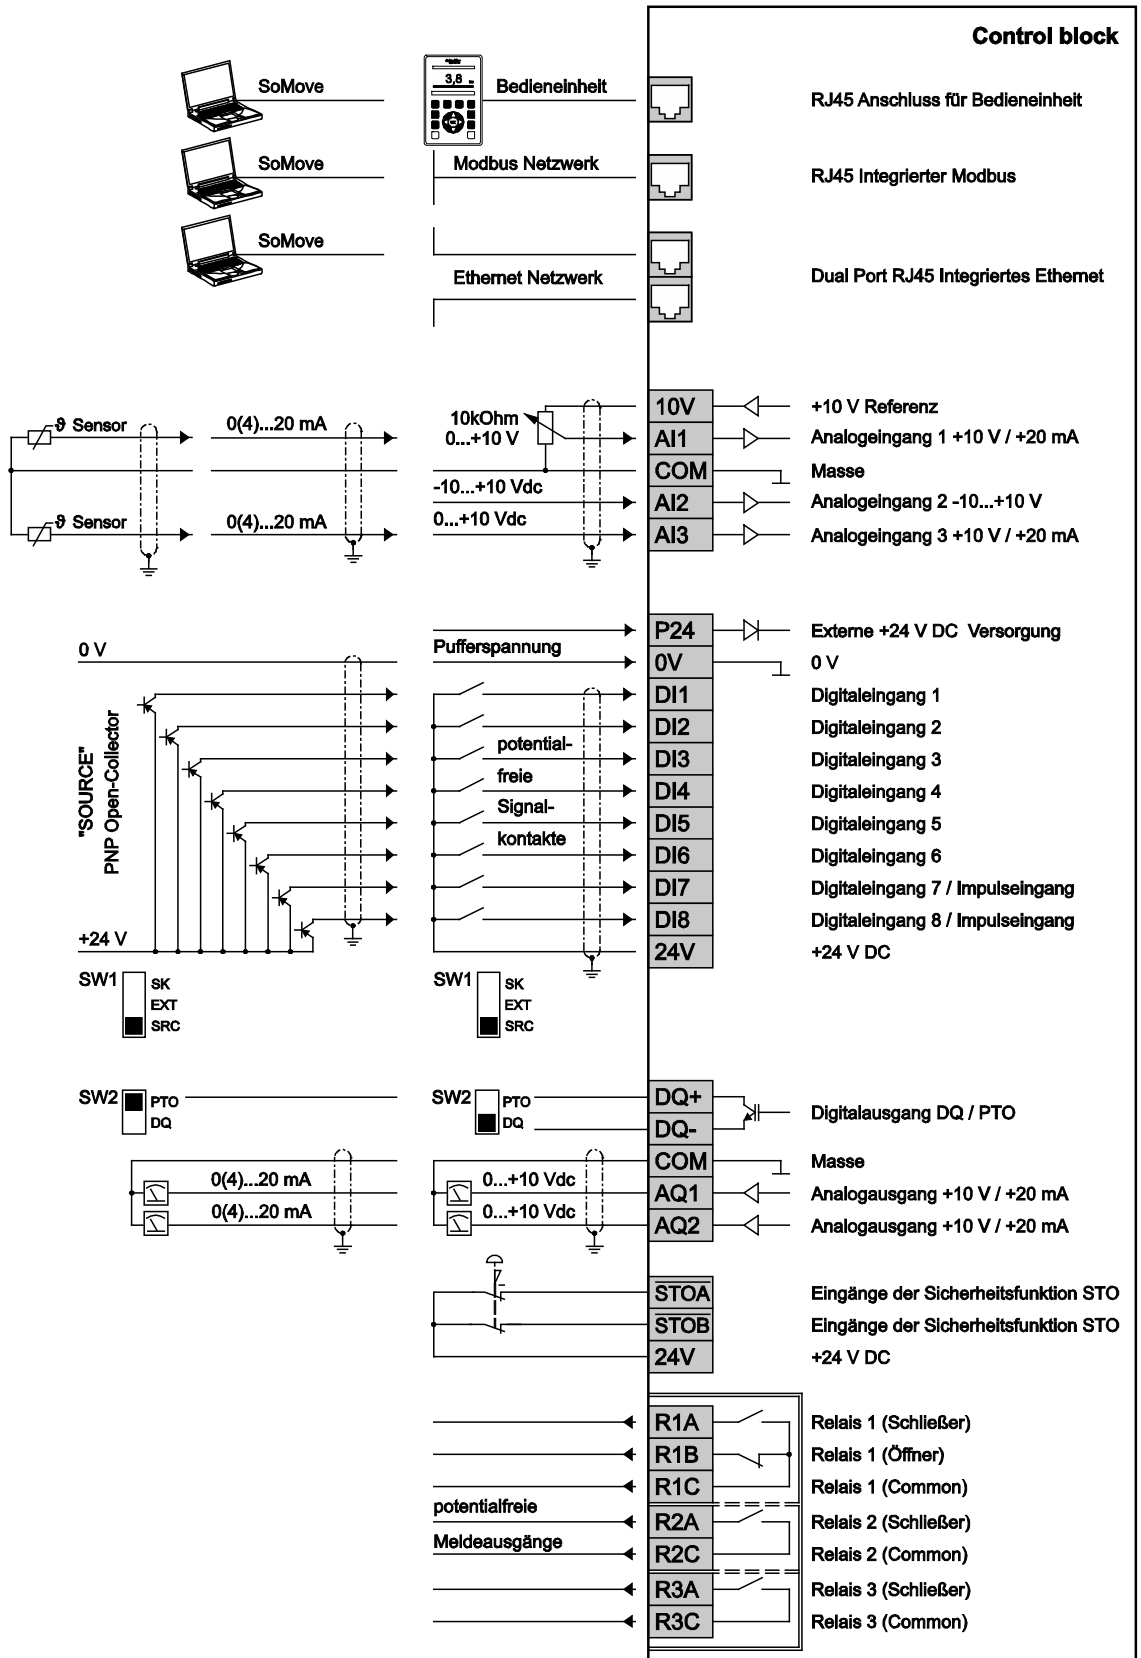 Control block
SoMove
3,8
Bedieneinheit
RJ45 Anschluss für Bedieneinheit
SoMove
Modbus Netzwerk
RJ45 Integrierter Modbus
SoMove
Ethernet Netzwerk
Dual Port RJ45 Integriertes Ethernet
10kOhm
10V
+10 V Referenz
ϑ Sensor
0(4)...20 mA
0...+10 V
AI1
Analogeingang 1 +10 V / +20 mA
COM
Masse
-10...+10 Vdc
AI2
Analogeingang 2 -10...+10 V
ϑ Sensor
0(4)...20 mA
0...+10 Vdc
AI3
Analogeingang 3 +10 V / +20 mA
P24
Externe +24 V DC Versorgung
0 V
Pufferspannung
0V
0 V
DI1
Digitaleingang 1
DI2
Digitaleingang 2
"SOURCE"
PNP Open-Collector
potential-
freie
Signal-
kontakte
DI3
Digitaleingang 3
DI4
Digitaleingang 4
DI5
Digitaleingang 5
DI6
Digitaleingang 6
DI7
Digitaleingang 7 / Impulseingang
DI8
Digitaleingang 8 / Impulseingang
+24 V
24V
+24 V DC
SW1
SK
EXT
SRC
SW1
SK
EXT
SRC
SW2
PTO
DQ
SW2
PTO
DQ
DQ+
DQ-
Digitalausgang DQ / PTO
COM
Masse
0(4)...20 mA
0...+10 Vdc
AQ1
Analogausgang +10 V / +20 mA
0(4)...20 mA
0...+10 Vdc
AQ2
Analogausgang +10 V / +20 mA
STOA
Eingänge der Sicherheitsfunktion STO
STOB
Eingänge der Sicherheitsfunktion STO
24V
+24 V DC
R1A
Relais 1 (Schließer)
R1B
Relais 1 (Öffner)
R1C
Relais 1 (Common)
potentialfreie
R2A
Relais 2 (Schließer)
Meldeausgänge
R2C
Relais 2 (Common)
R3A
Relais 3 (Schließer)
R3C
Relais 3 (Common)